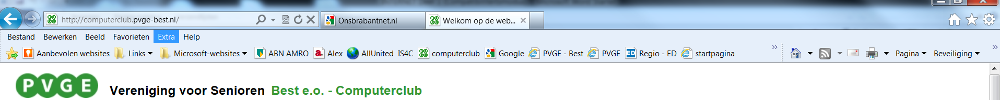 http://computerclub.pvge-best.nl/ Onsbrabantnet.nl Welkom op de web...
Bestand Bewerken Beeld Favorieten Extra Help
Aanbevolen websites Links Microsoft-websites ABN AMRO Alex AllUnited IS4C computerclub Google PVGE - Best PVGE ED Regio - ED startpagina Pagina Beveiliging
PVGE Vereniging voor Senioren Best e.o. - Computerclub